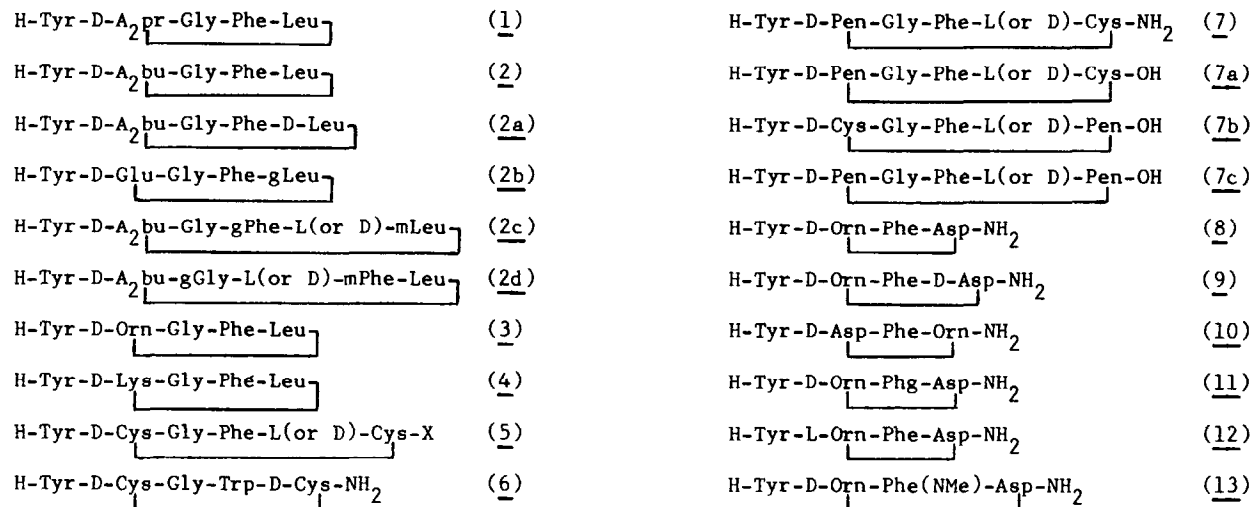 H-Tyr-D-A2pr-Gly-Phe-Leu (1)
H-Tyr-D-A2bu-Gly-Phe-Leu (2)
H-Tyr-D-A2bu-Gly-Phe-D-Leu (2a)
H-Tyr-D-Glu-Gly-Phe-gLeu (2b)
H-Tyr-D-A2bu-Gly-gPhe-L(or D)-mLeu (2c)
H-Tyr-D-A2bu-gGly-L(or D)-mPhe-Leu (2d)
H-Tyr-D-Orn-Gly-Phe-Leu (3)
H-Tyr-D-Lys-Gly-Phe-Leu (4)
H-Tyr-D-Cys-Gly-Phe-L(or D)-Cys-X (5)
H-Tyr-D-Cys-Gly-Trp-D-Cys-NH2 (6)
H-Tyr-D-Pen-Gly-Phe-L(or D)-Cys-NH2 (7)
H-Tyr-D-Pen-Gly-Phe-L(or D)-Cys-OH (7a)
H-Tyr-D-Cys-Gly-Phe-L(or D)-Pen-OH (7b)
H-Tyr-D-Pen-Gly-Phe-L(or D)-Pen-OH (7c)
H-Tyr-D-Orn-Phe-Asp-NH2 (8)
H-Tyr-D-Orn-Phe-D-Asp-NH2 (9)
H-Tyr-D-Asp-Phe-Orn-NH2 (10)
H-Tyr-D-Orn-Phg-Asp-NH2 (11)
H-Tyr-L-Orn-Phe-Asp-NH2 (12)
H-Tyr-D-Orn-Phe(NMe)-Asp-NH2 (13)